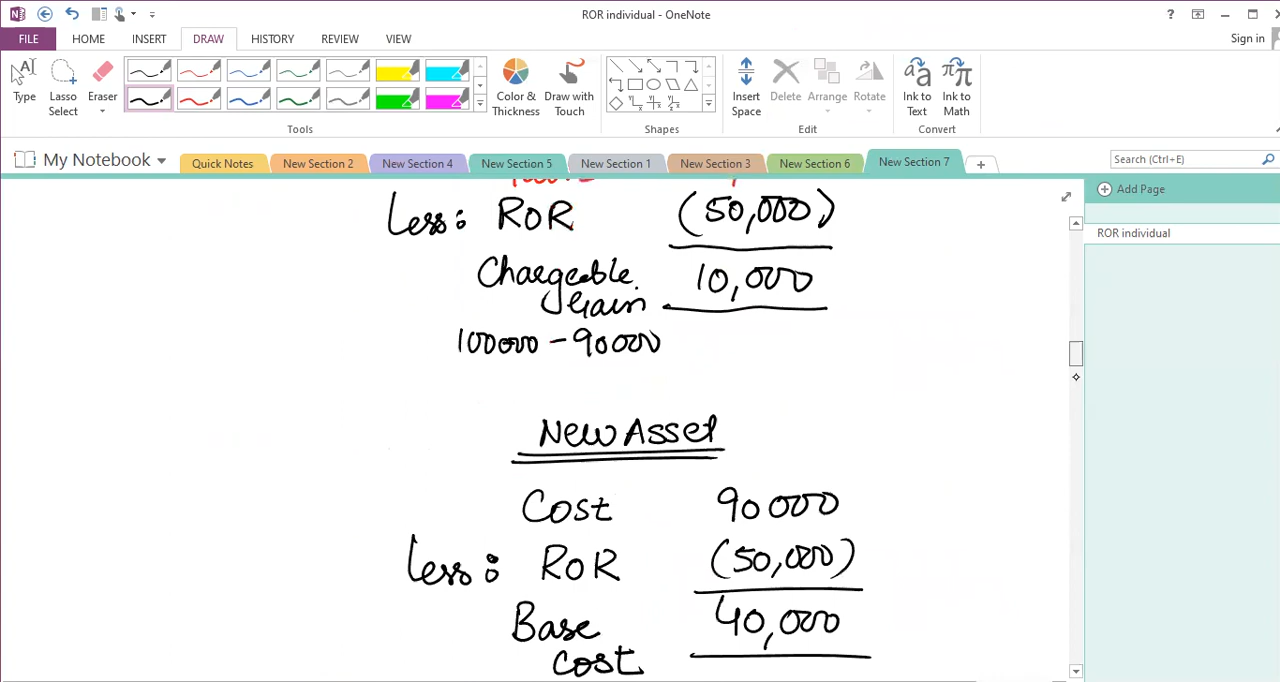 ROR individual - OneNote
?
Sign in
FILE HOME INSERT DRAW HISTORY REVIEW VIEW
Type
Lasso Select
Eraser
Color & Thickness
Draw with Touch
Insert Space
Delete
Arrange
Rotate
Ink to Text
Ink to Math
Tools
Shapes
Edit
Convert
My Notebook
Quick Notes New Section 2 New Section 4 New Section 5 New Section 1 New Section 3 New Section 6 New Section 7
Search (Ctrl+E)
Add Page
ROR individual
Less: ROR (50,000)
Chargeable Gain 10,000
100000 - 90000
New Asset
Cost 90000
Less: ROR (50,000)
Base cost 40,000